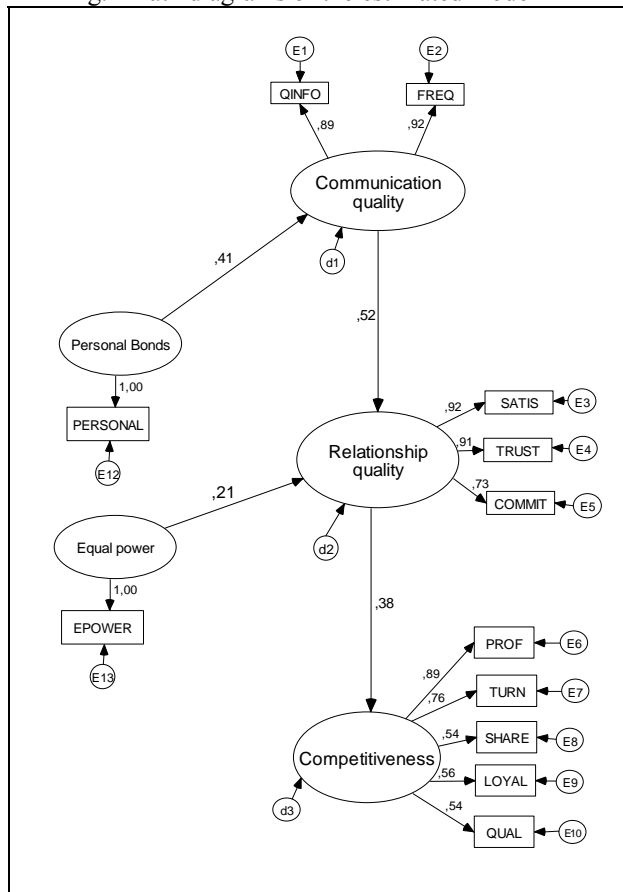 E1
E2
QINFO
FREQ
,89
,92
Communication
quality
d1
,41
,52
Personal Bonds
1,00
PERSONAL
E12
,92
SATIS
E3
Relationship
quality
,91
TRUST
E4
,73
COMMIT
E5
,21
d2
Equal power
1,00
EPOWER
E13
,38
PROF
E6
,89
,76
TURN
E7
,54
SHARE
E8
Competitiveness
,56
LOYAL
E9
,54
d3
QUAL
E10